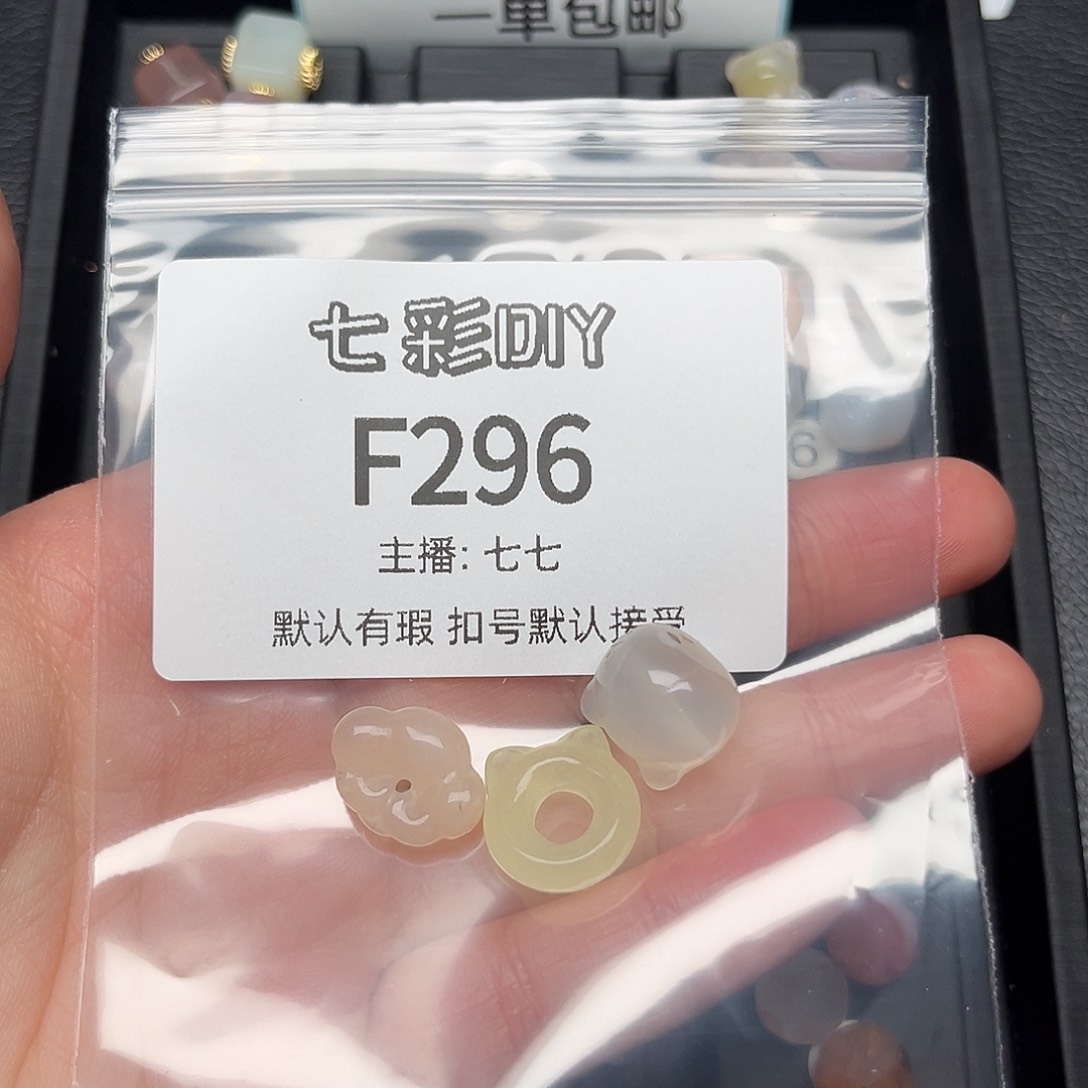 一单包邮
七彩DIY
F296
主播: 七七
默认有瑕 扣号默认接受
6